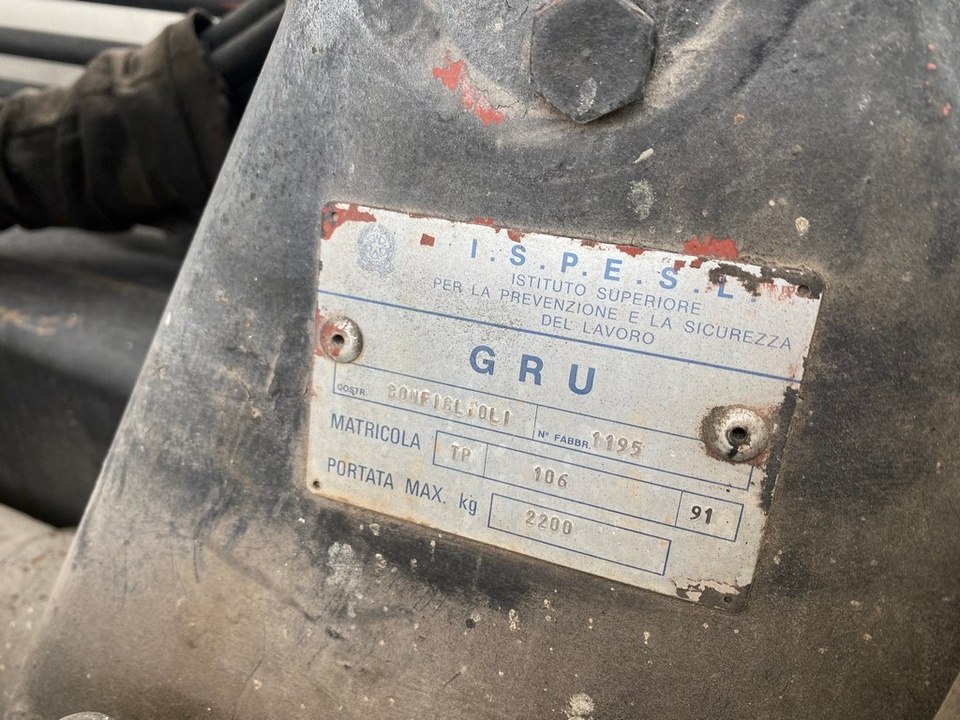 I.S.P.E.S.L.
ISTITUTO SUPERIORE
PER LA PREVENZIONE E LA SICUREZZA
DEL LAVORO
GRU
COSTR. BONFIGLIOLI N° FABBR. 1195
MATRICOLA TP 106 91
PORTATA MAX. kg 2200